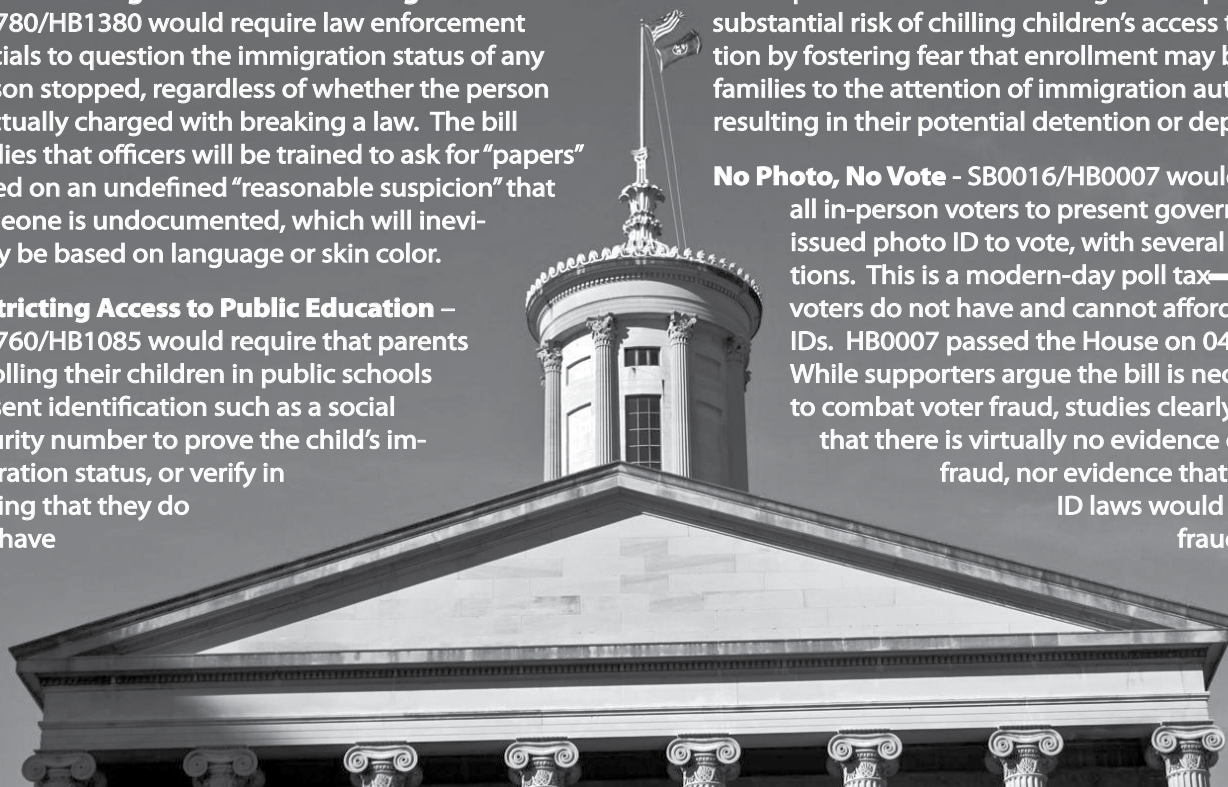 780/HB1380 would require law enforcement
cials to question the immigration status of any
son stopped, regardless of whether the person
ctually charged with breaking a law.  The bill
lies that officers will be trained to ask for “papers”
ed on an undefined “reasonable suspicion” that
eone is undocumented, which will inevi-
y be based on language or skin color.
tricting Access to Public Education –
760/HB1085 would require that parents
olling their children in public schools
sent identification such as a social
urity number to prove the child’s im-
ration status, or verify in
ing that they do
have
substantial risk of chilling children’s access
tion by fostering fear that enrollment may
families to the attention of immigration aut
resulting in their potential detention or dep
No Photo, No Vote - SB0016/HB0007 would
all in-person voters to present govern
issued photo ID to vote, with several
tions.  This is a modern-day poll tax—
voters do not have and cannot afford
IDs.  HB0007 passed the House on 04
While supporters argue the bill is nec
to combat voter fraud, studies clearly
that there is virtually no evidence
fraud, nor evidence that
ID laws would
frau